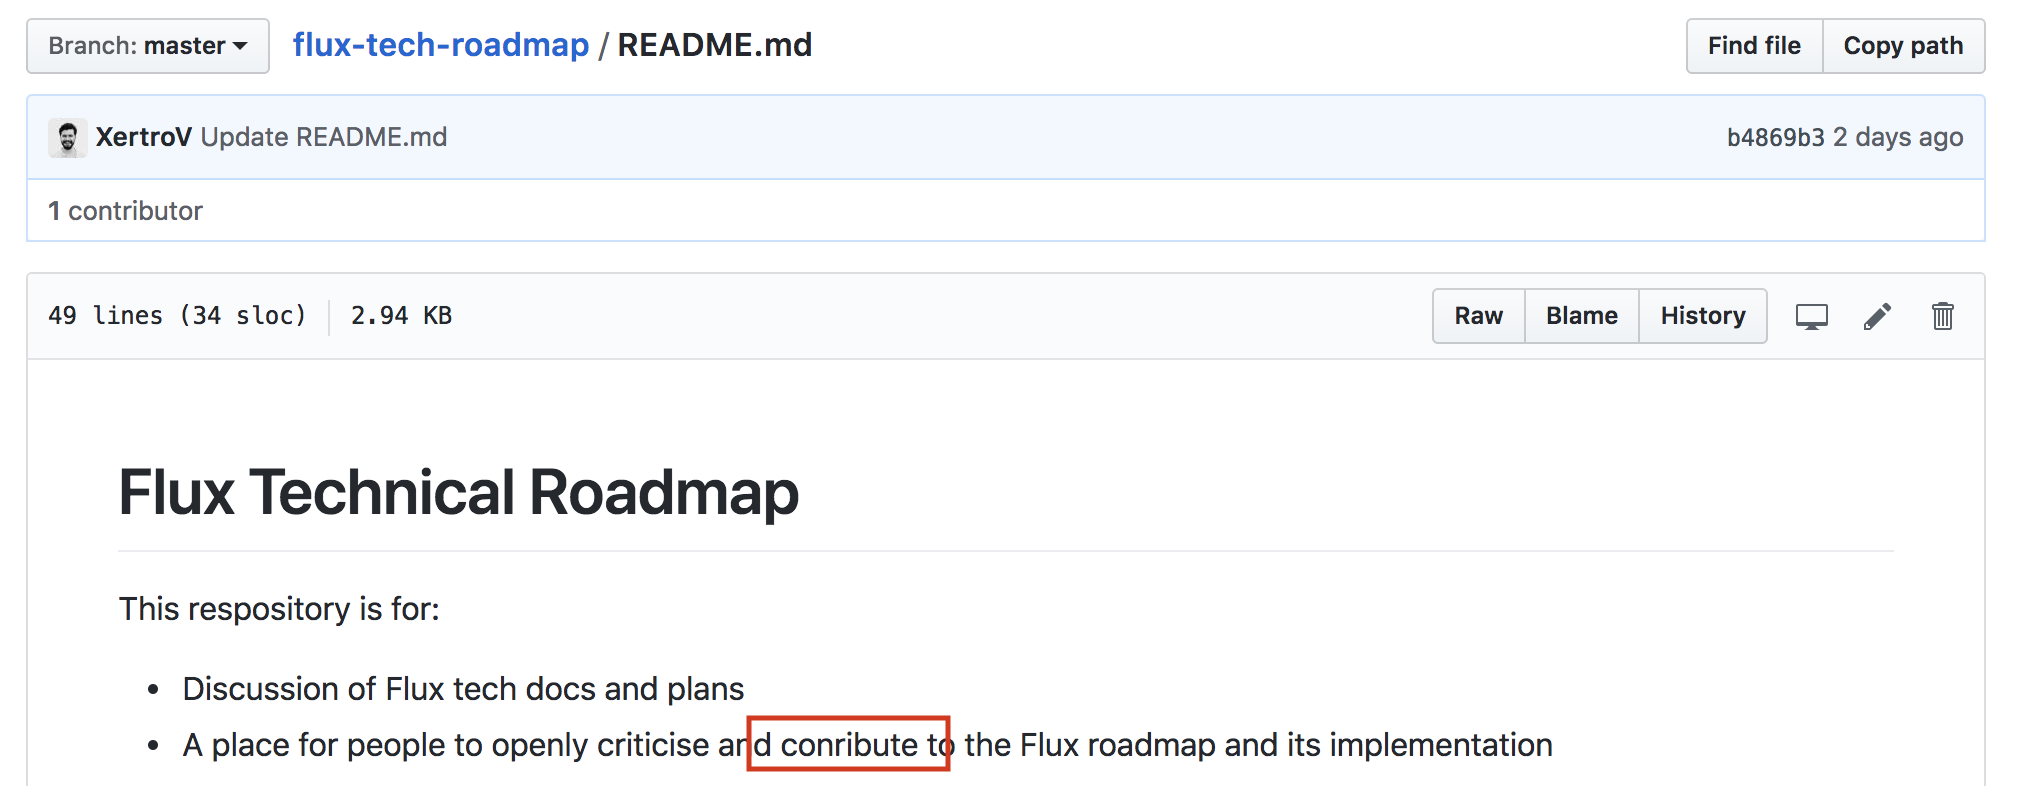 Branch: master flux-tech-roadmap / README.md Find file Copy path
XertroV Update README.md b4869b3 2 days ago
1 contributor
49 lines (34 sloc) 2.94 KB Raw Blame History
Flux Technical Roadmap
This respository is for:
• Discussion of Flux tech docs and plans
• A place for people to openly criticise and conribute to the Flux roadmap and its implementation